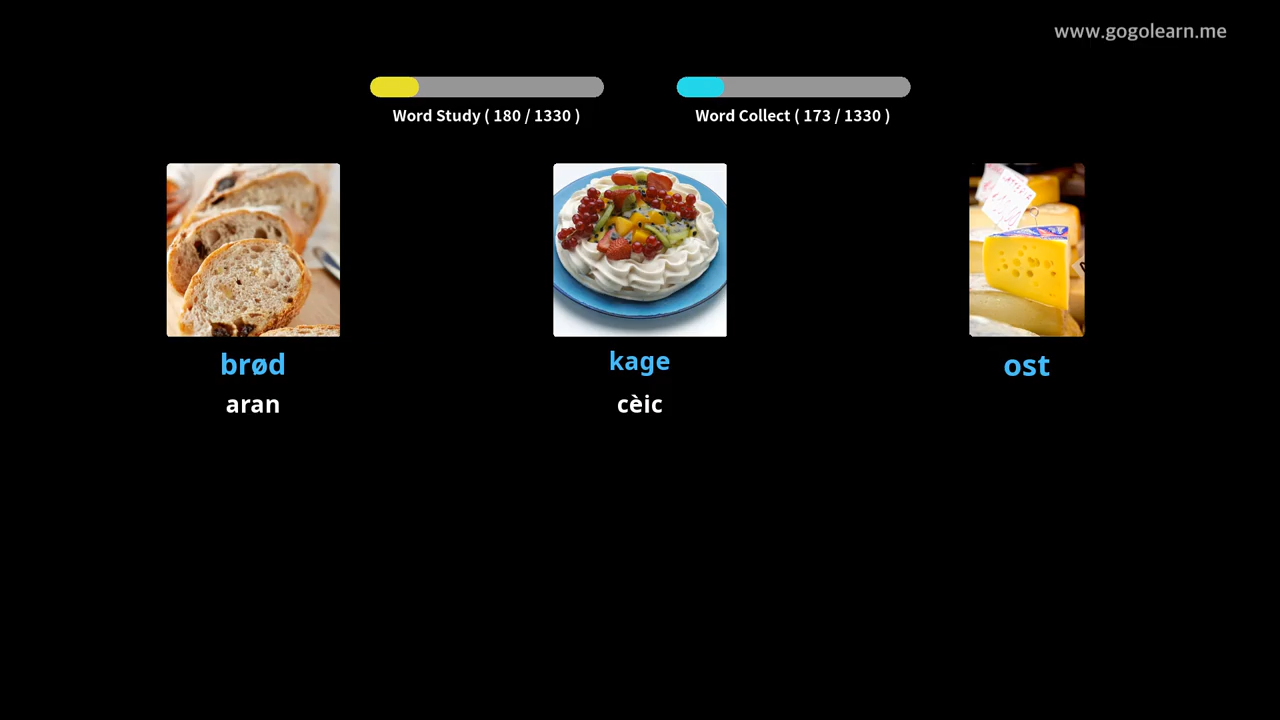 www.gogolearn.me
Word Study ( 180 / 1330 )
Word Collect ( 173 / 1330 )
brød
kage
ost
aran
cèic